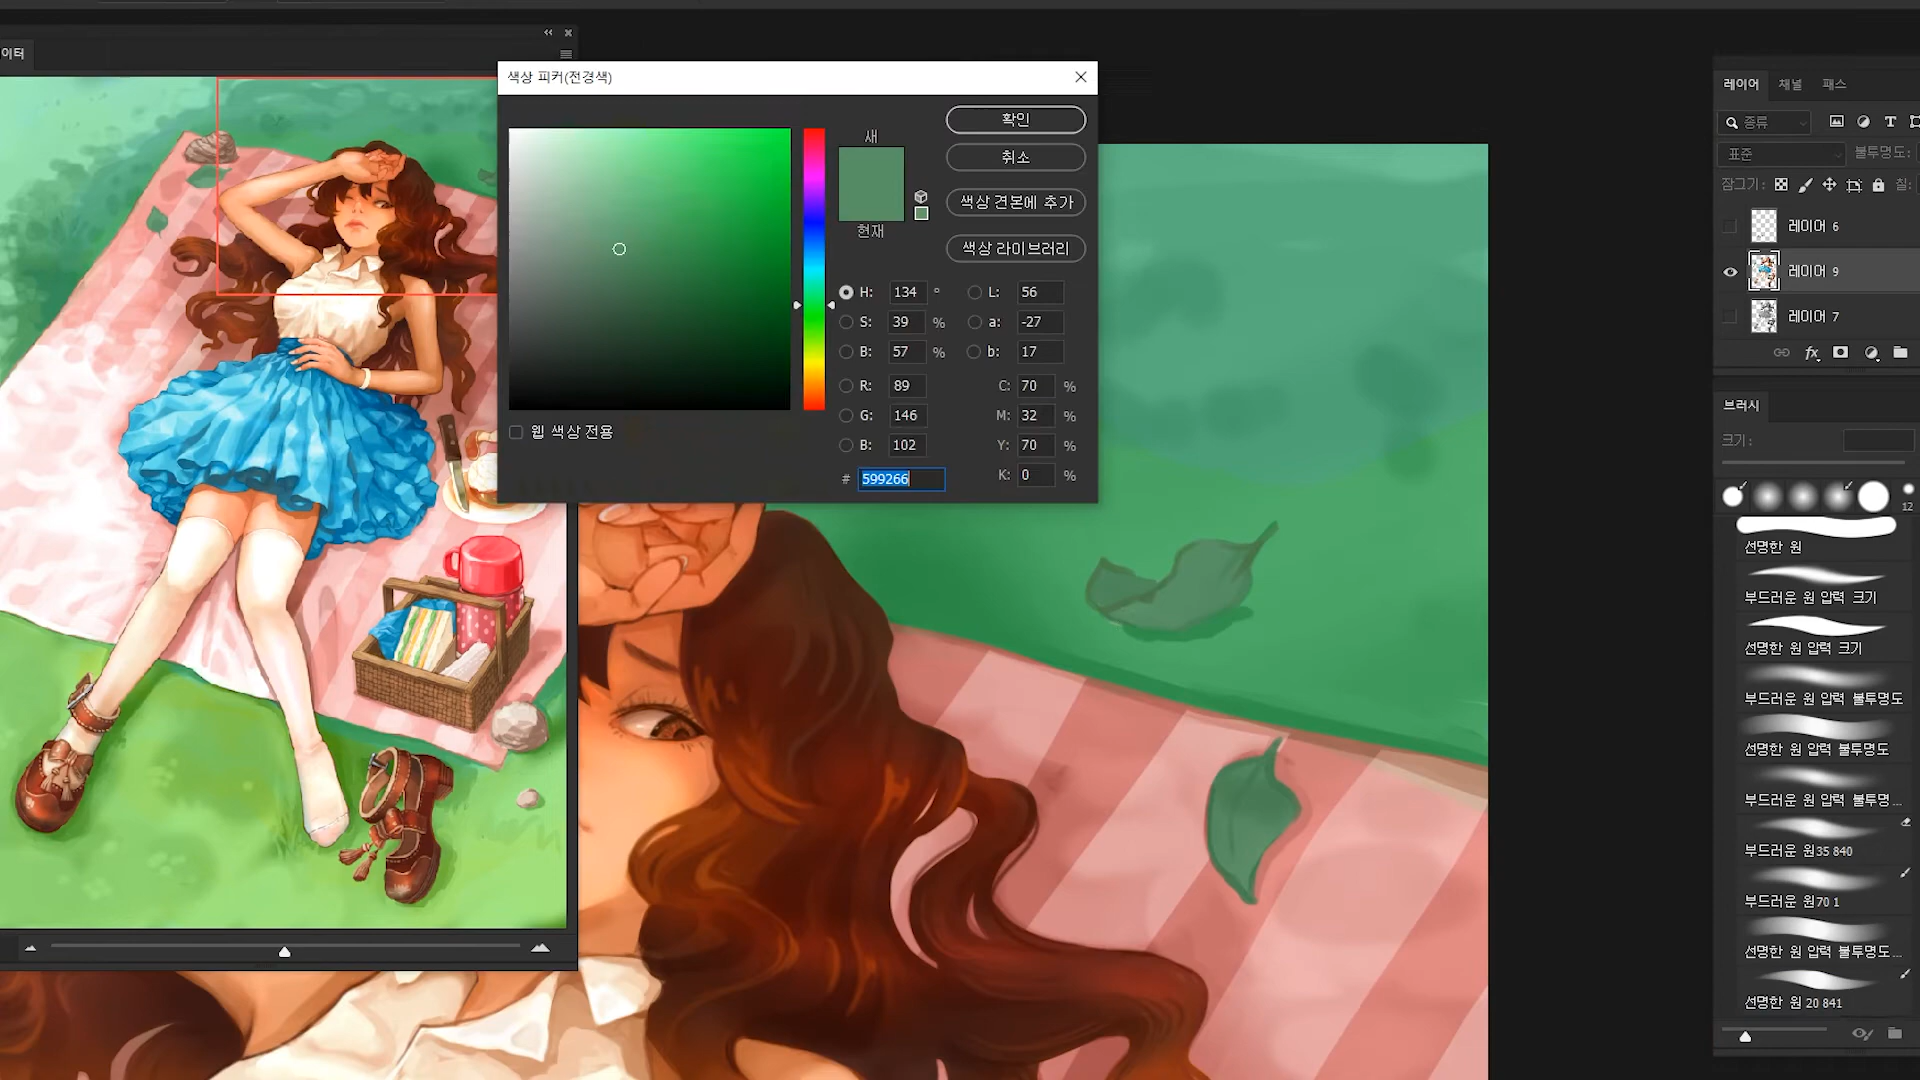 이터
색상 피커(전경색)
새
현재
확인
취소
색상 견본에 추가
색상 라이브러리
H: 134 °
S: 39 %
B: 57 %
R: 89
G: 146
B: 102
# 599266
L: 56
a: -27
b: 17
C: 70 %
M: 32 %
Y: 70 %
K: 0 %
웹 색상 전용
레이어 채널 패스
종류
표준 불투명도:
잠그기: 칠:
레이어 6
레이어 9
레이어 7
fx
브러시
크기:
12
선명한 원
부드러운 원 압력 크기
선명한 원 압력 크기
부드러운 원 압력 불투명도
선명한 원 압력 불투명도
부드러운 원 압력 불투명...
부드러운 원35 840
부드러운 원70 1
선명한 원 압력 불투명도...
선명한 원 20 841